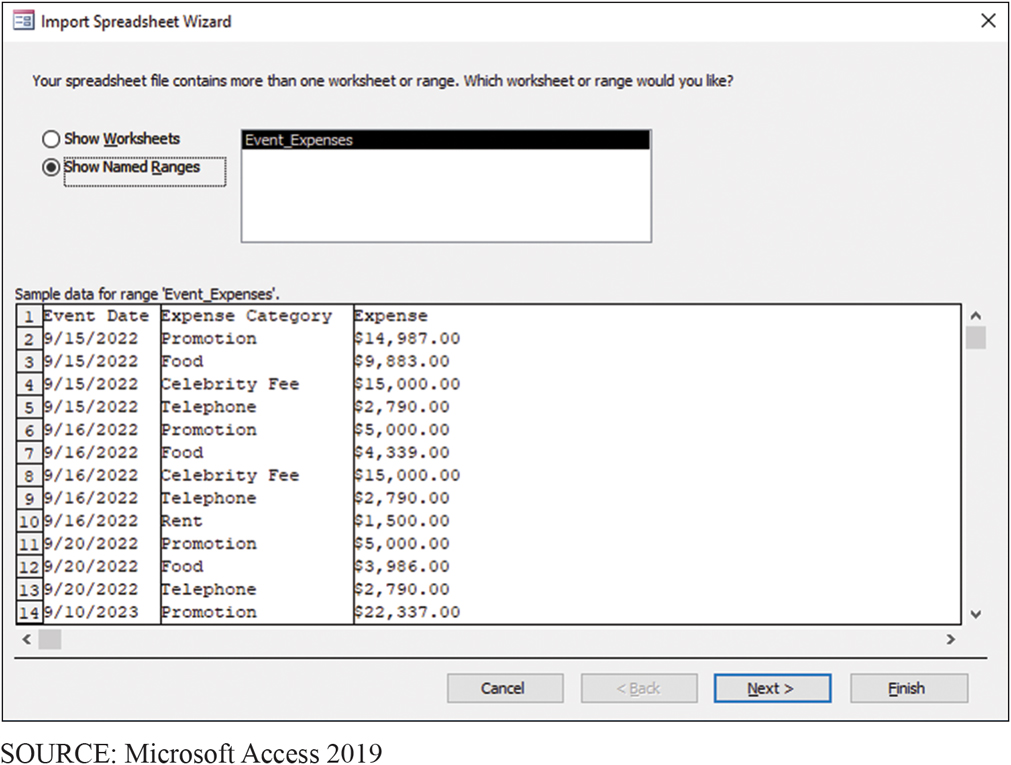 Import Spreadsheet Wizard
Your spreadsheet file contains more than one worksheet or range. Which worksheet or range would you like?
Show Worksheets
Show Named Ranges
Event_Expenses
Sample data for range 'Event_Expenses'.
1 Event Date Expense Category Expense
2 9/15/2022 Promotion $14,987.00
3 9/15/2022 Food $9,883.00
4 9/15/2022 Celebrity Fee $15,000.00
5 9/15/2022 Telephone $2,790.00
6 9/16/2022 Promotion $5,000.00
7 9/16/2022 Food $4,339.00
8 9/16/2022 Celebrity Fee $15,000.00
9 9/16/2022 Telephone $2,790.00
10 9/16/2022 Rent $1,500.00
11 9/20/2022 Promotion $5,000.00
12 9/20/2022 Food $3,986.00
13 9/20/2022 Telephone $2,790.00
14 9/10/2023 Promotion $22,337.00
Cancel < Back Next > Finish
SOURCE: Microsoft Access 2019